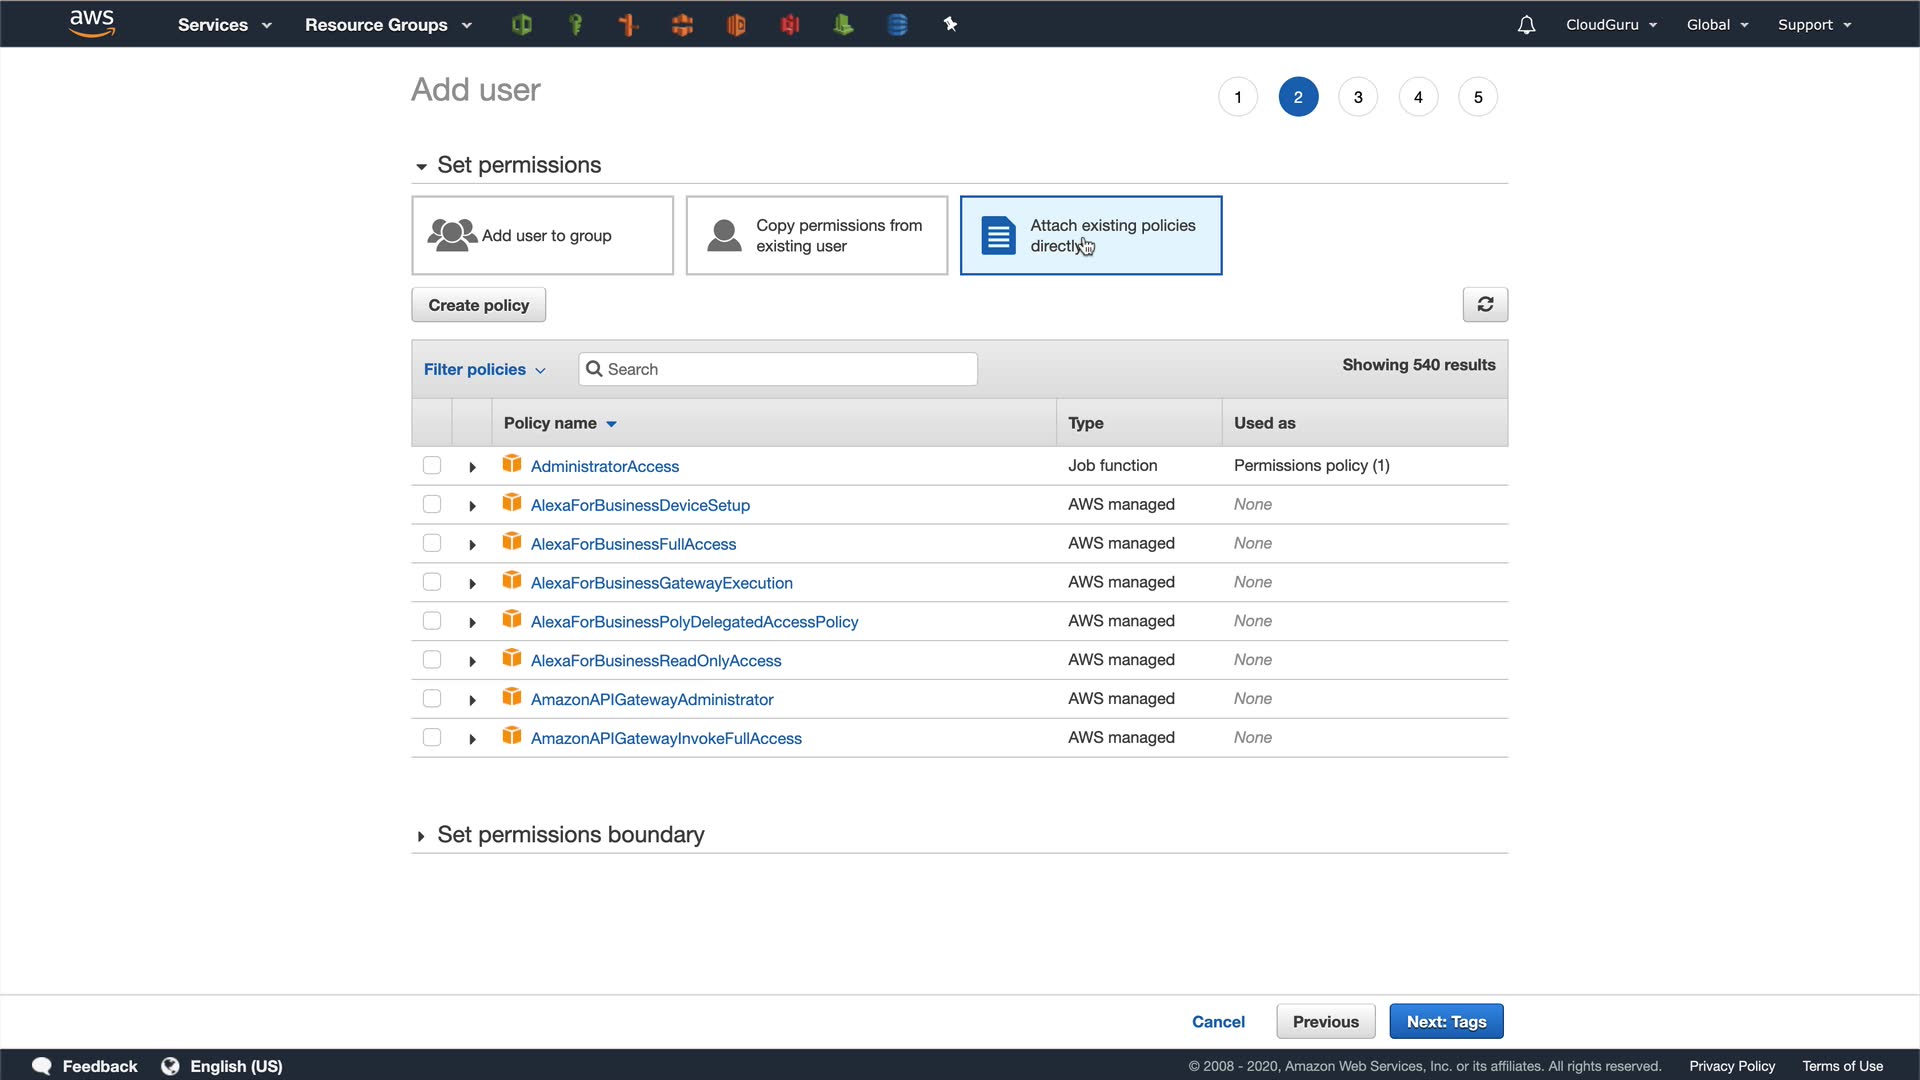 aws Services Resource Groups CloudGuru Global Support
Add user 1 2 3 4 5
Set permissions
Add user to group
Copy permissions from
existing user
Attach existing policies
directly
Create policy
Filter policies Search Showing 540 results
Policy name Type Used as
AdministratorAccess Job function Permissions policy (1)
AlexaForBusinessDeviceSetup AWS managed None
AlexaForBusinessFullAccess AWS managed None
AlexaForBusinessGatewayExecution AWS managed None
AlexaForBusinessPolyDelegatedAccessPolicy AWS managed None
AlexaForBusinessReadOnlyAccess AWS managed None
AmazonAPIGatewayAdministrator AWS managed None
AmazonAPIGatewayInvokeFullAccess AWS managed None
Set permissions boundary
Cancel Previous Next: Tags
Feedback English (US) © 2008 - 2020, Amazon Web Services, Inc. or its affiliates. All rights reserved. Privacy Policy Terms of Use